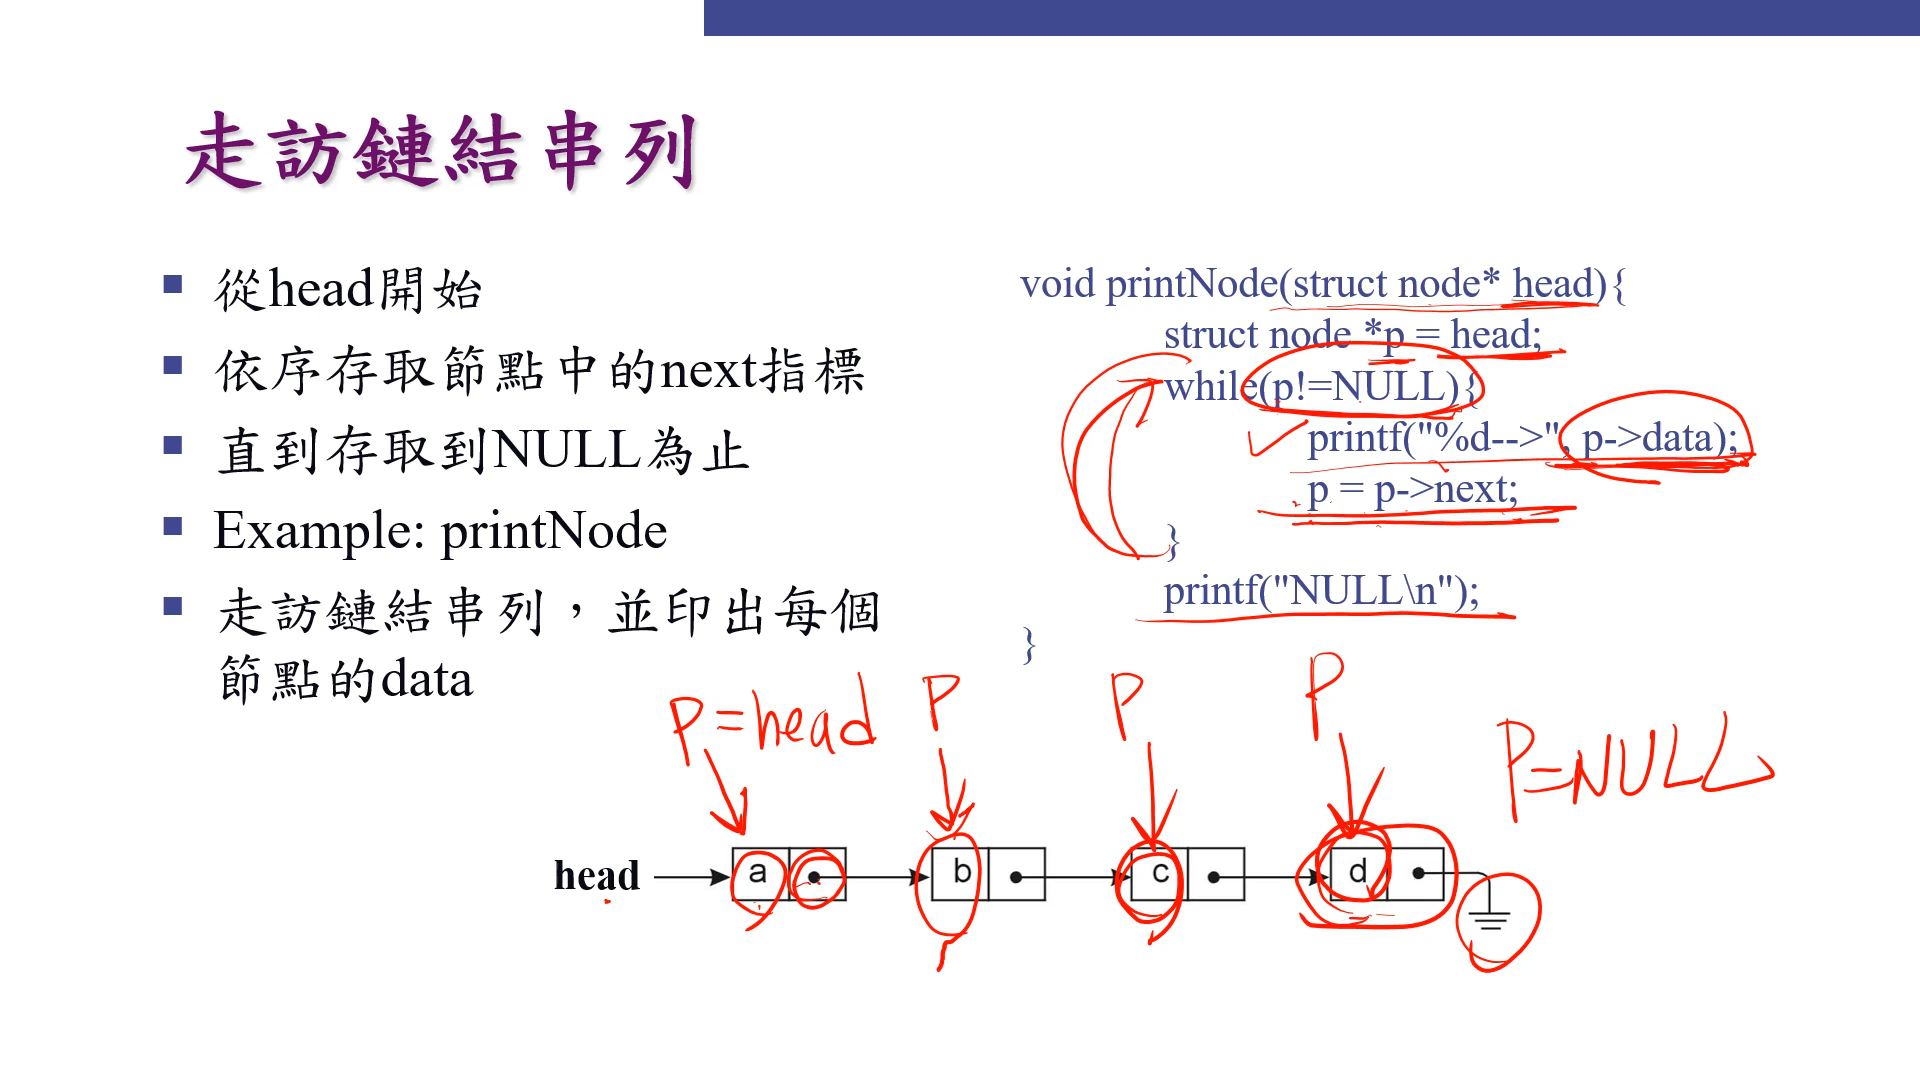 走訪鏈結串列
從head開始
依序存取節點中的next指標
直到存取到NULL為止
Example: printNode
走訪鏈結串列，並印出每個
節點的data
void printNode(struct node* head){
struct node *p = head;
while(p!=NULL){
printf("%d-->", p->data);
p = p->next;
}
printf("NULL\n");
}
P=head
P
P
P
P=NULL
head
a
b
c
d